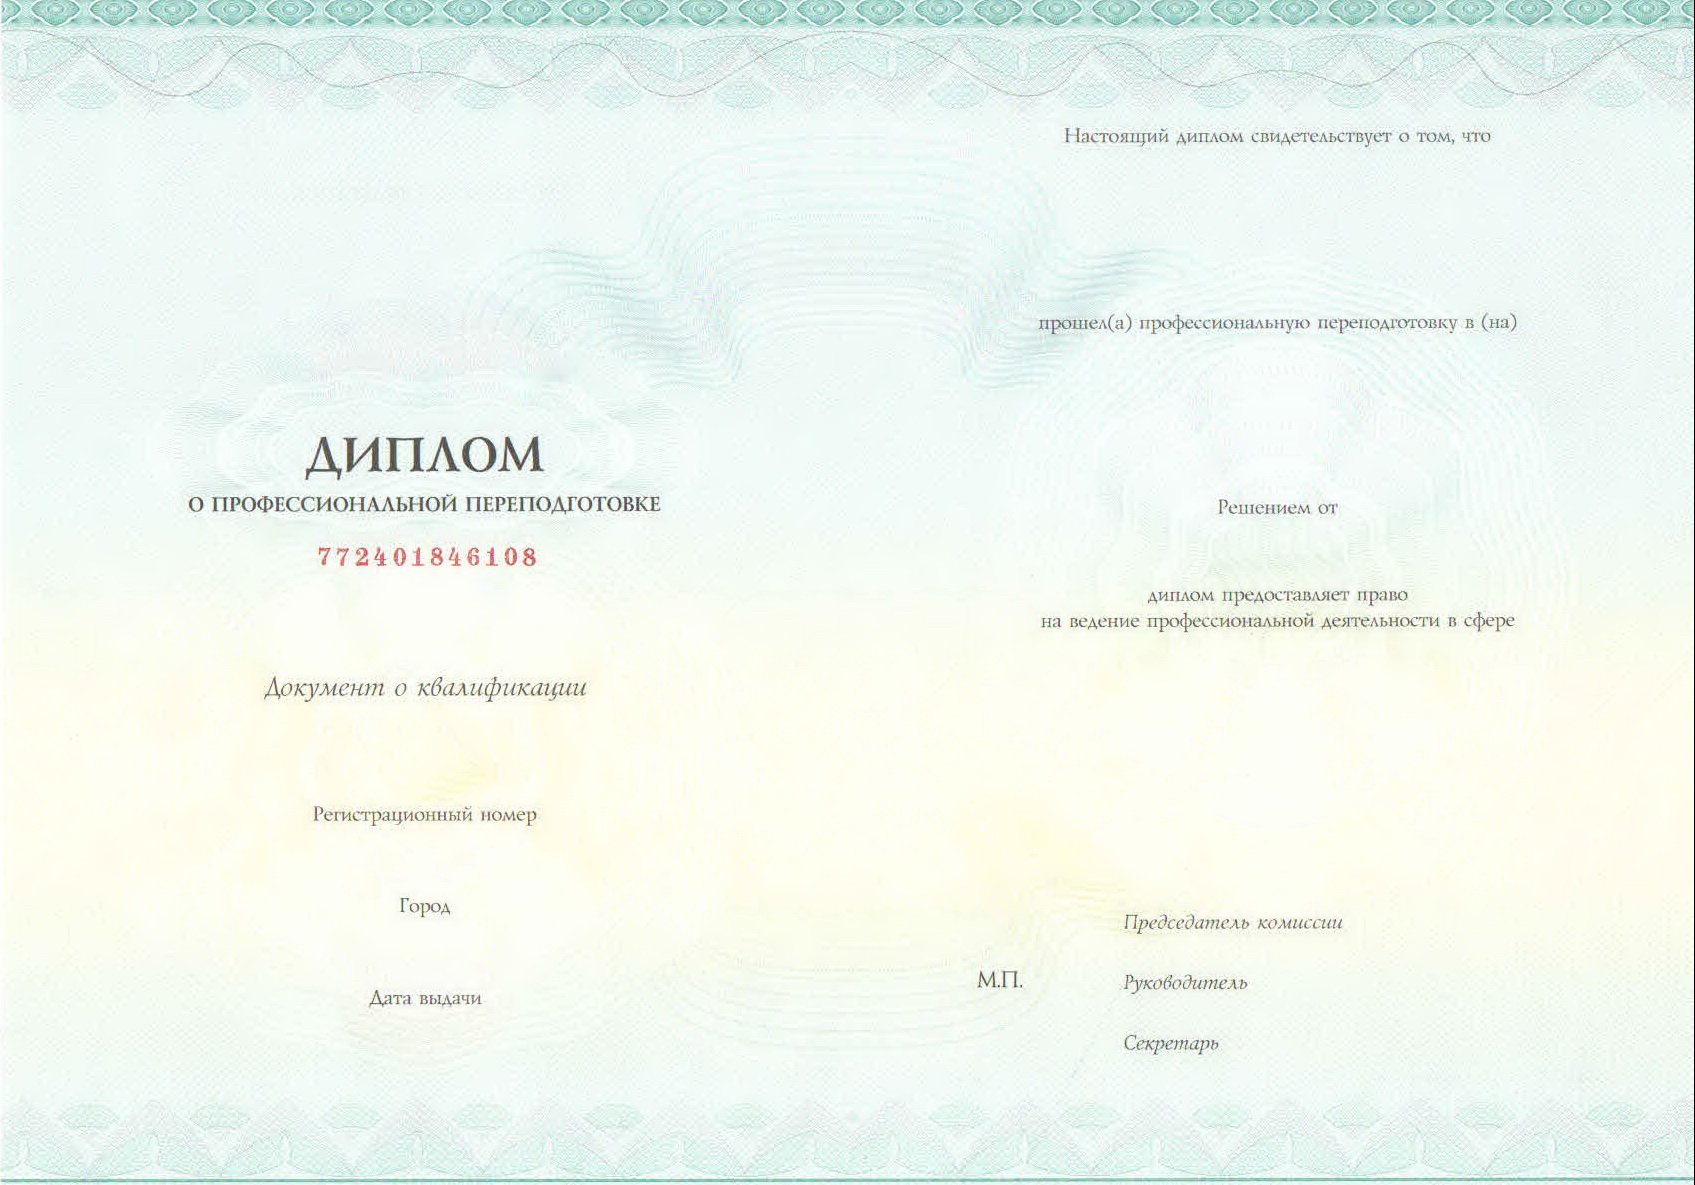 ДИПЛОМ
О ПРОФЕССИОНАЛЬНОЙ ПЕРЕПОДГОТОВКЕ
772401846108
Документ о квалификации
Регистрационный номер
Город
Дата выдачи
Настоящий диплом свидетельствует о том, что
прошел(а) профессиональную переподготовку в (на)
Решением от
диплом предоставляет право
на ведение профессиональной деятельности в сфере
Председатель комиссии
М.П.
Руководитель
Секретарь